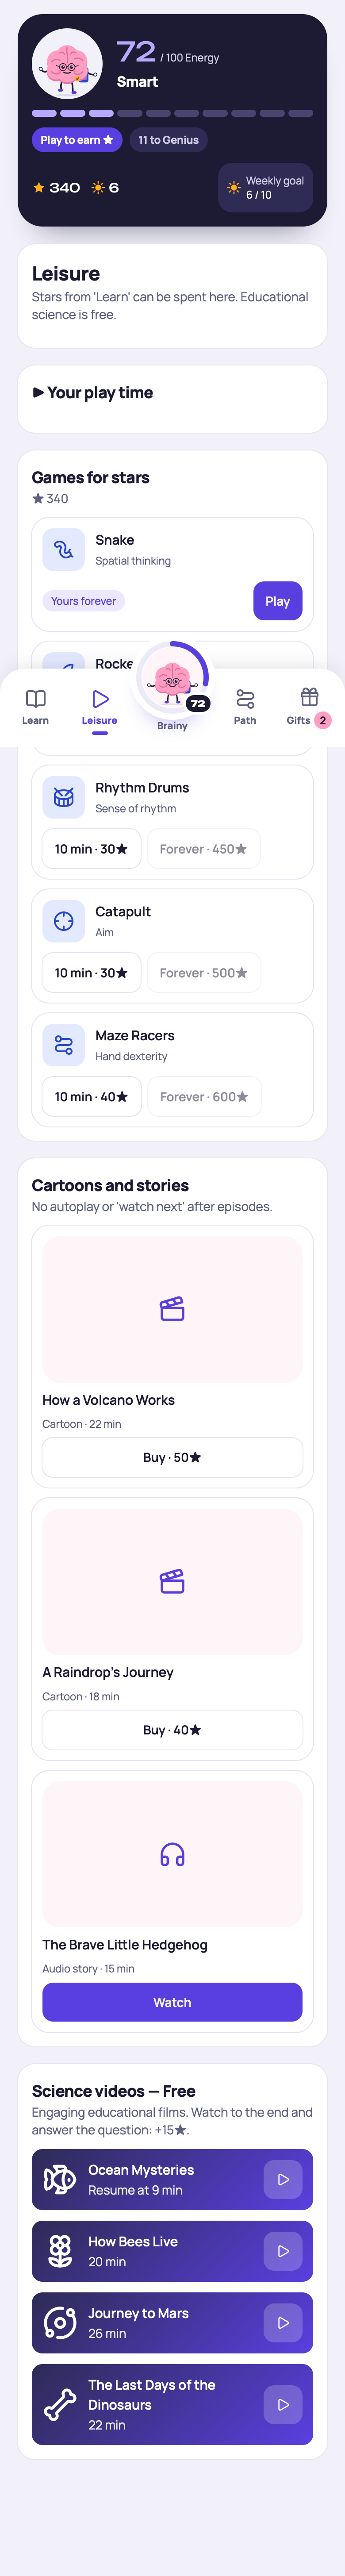 72 / 100 Energy
Smart
Play to earn ★
11 to Genius
★ 340
6
Weekly goal
6 / 10
Leisure
Stars from 'Learn' can be spent here. Educational
science is free.
▶ Your play time
Games for stars
★ 340
Snake
Spatial thinking
Yours forever
Play
Rocke
72
Learn
Leisure
Brainy
Path
Gifts 2
Rhythm Drums
Sense of rhythm
10 min · 30★
Forever · 450★
Catapult
Aim
10 min · 30★
Forever · 500★
Maze Racers
Hand dexterity
10 min · 40★
Forever · 600★
Cartoons and stories
No autoplay or 'watch next' after episodes.
How a Volcano Works
Cartoon · 22 min
Buy · 50★
A Raindrop's Journey
Cartoon · 18 min
Buy · 40★
The Brave Little Hedgehog
Audio story · 15 min
Watch
Science videos — Free
Engaging educational films. Watch to the end and
answer the question: +15★.
Ocean Mysteries
Resume at 9 min
How Bees Live
20 min
Journey to Mars
26 min
The Last Days of the
Dinosaurs
22 min